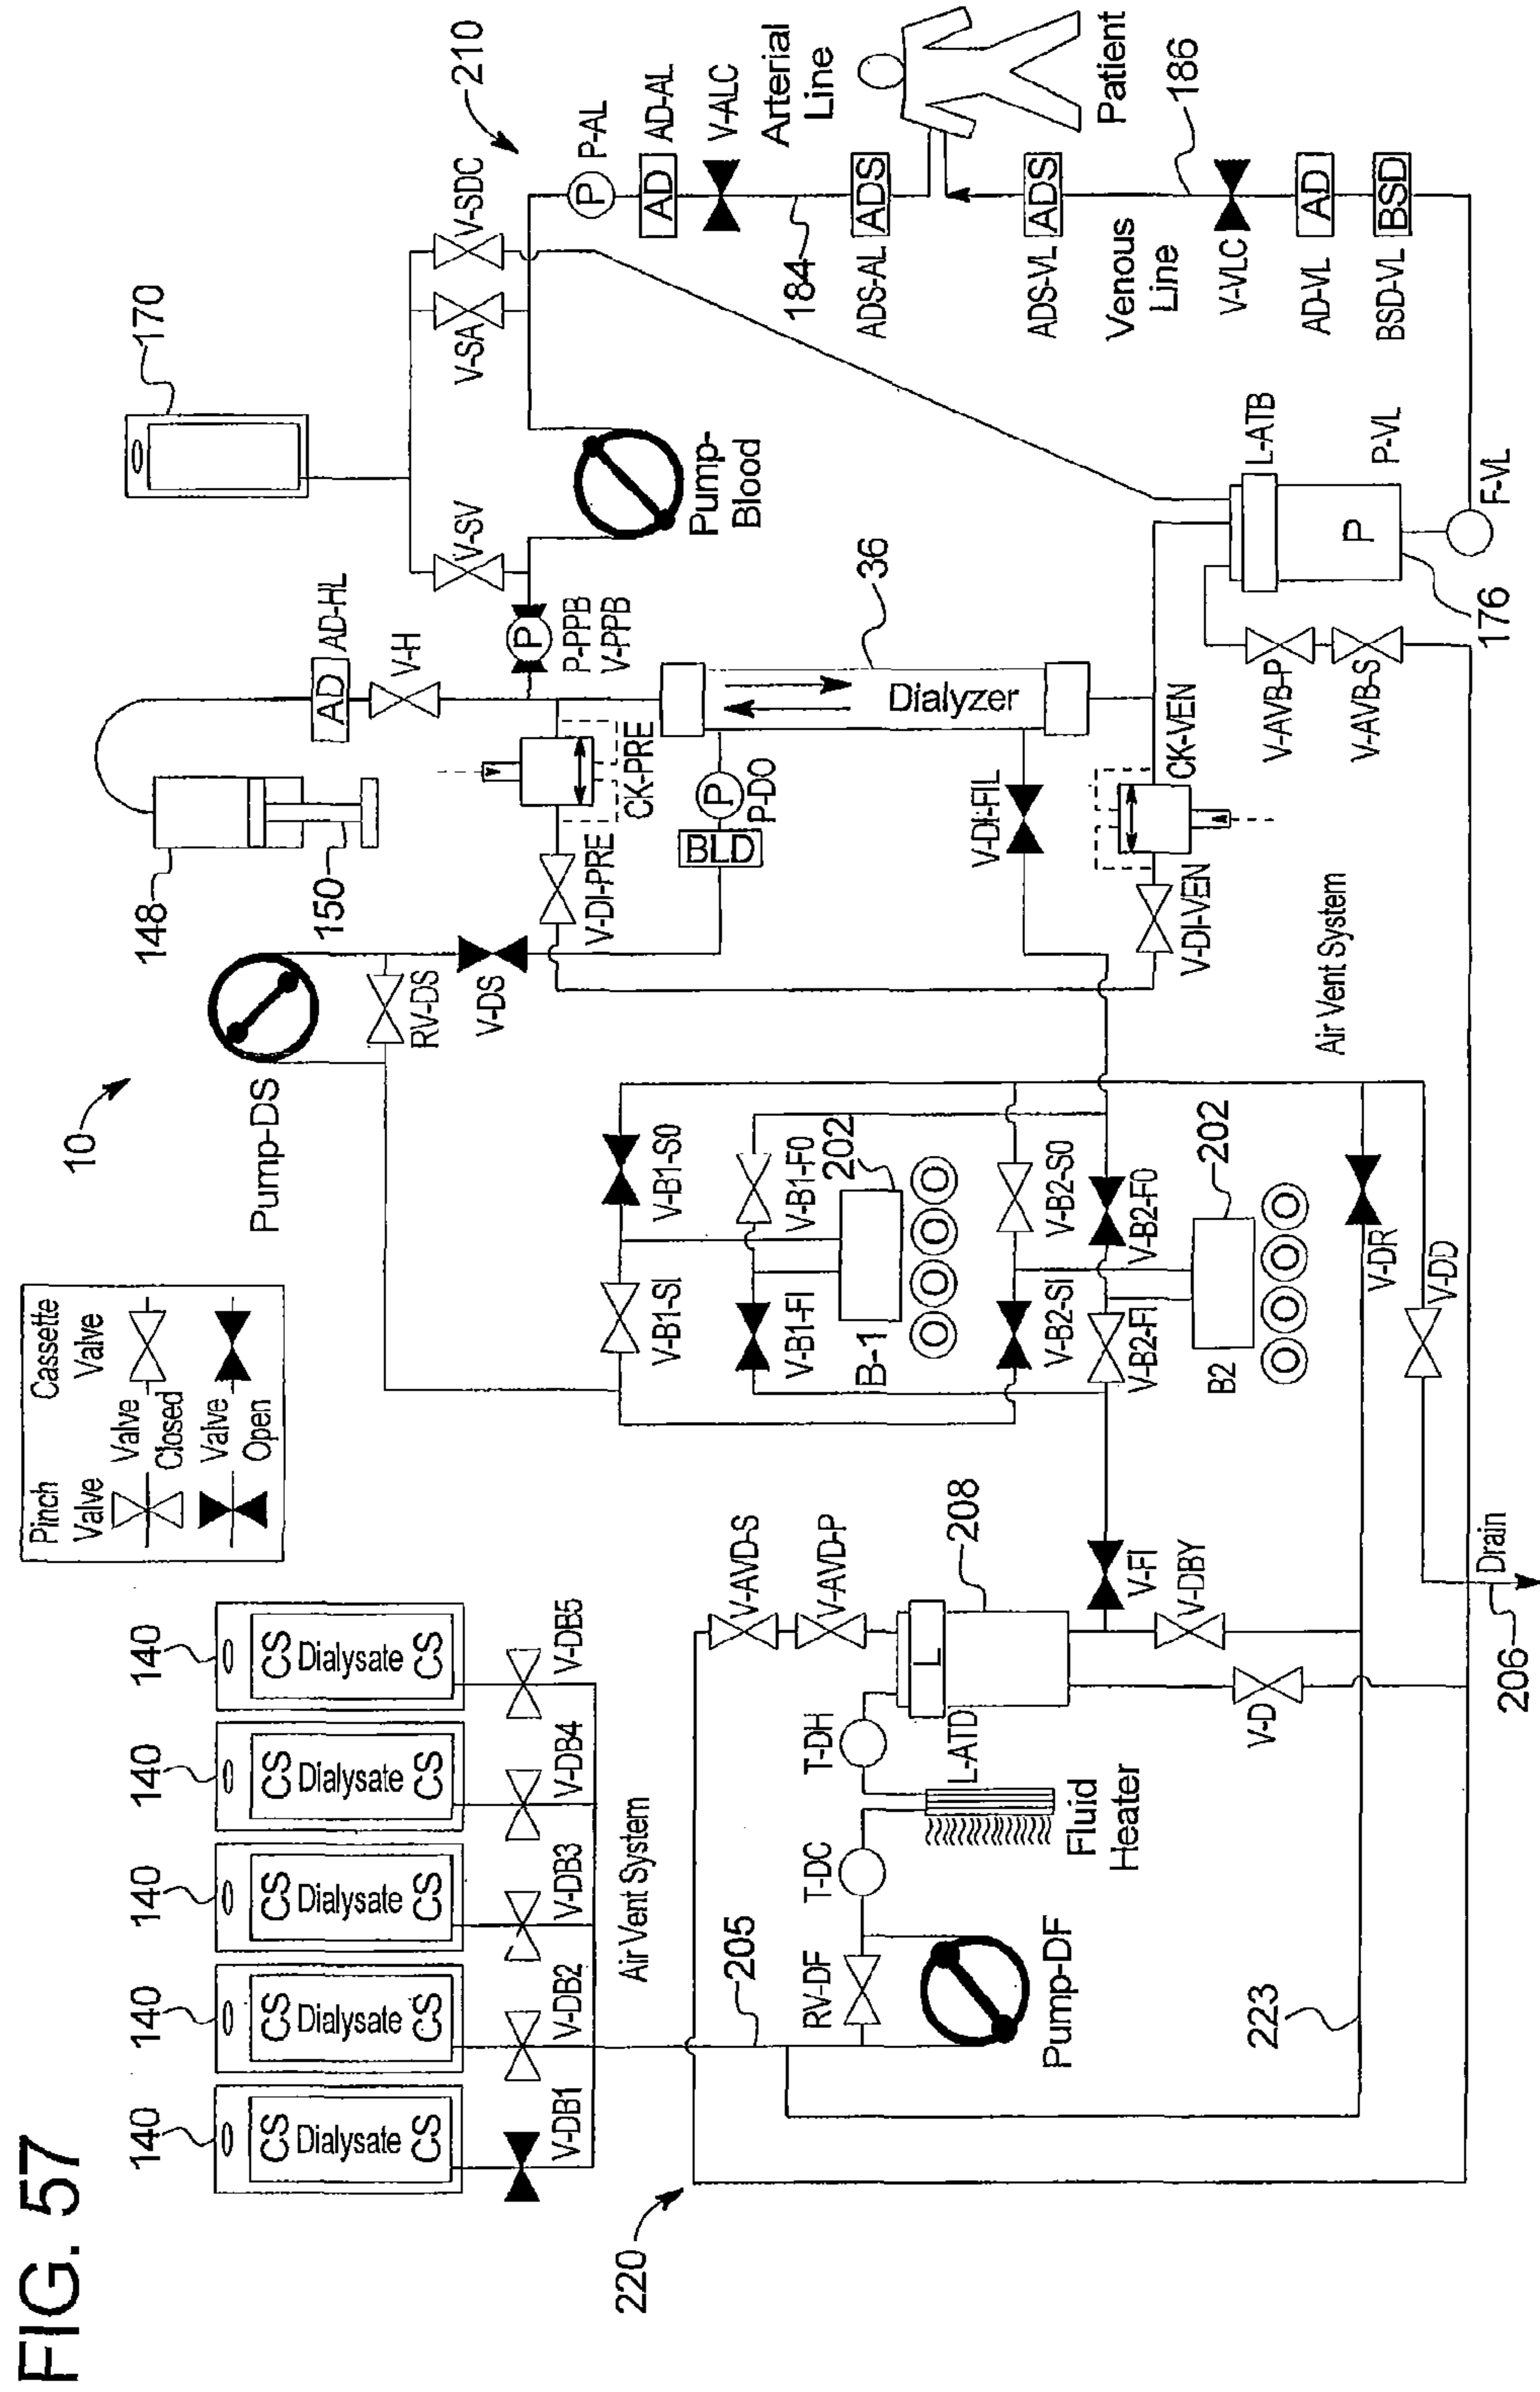 FIG. 57
Pinch Valve
Cassette Valve
Valve Closed
Valve Open
10
140
140
140
140
140
CS Dialysate CS
CS Dialysate CS
CS Dialysate CS
CS Dialysate CS
CS Dialysate CS
V-DB1
V-DB2
V-DB3
V-DB4
V-DB5
Air Vent System
220
205
RV-DF
Pump-DF
T-DC
T-DH
Fluid
Heater
L-ATD
L
208
V-AVD-S
V-AVD-P
V-FI
V-DBY
V-D
223
206
Drain
V-DD
V-DR
Pump-DS
RV-DS
V-DS
V-B1-SI
V-B1-S0
V-B1-FI
V-B1-F0
B-1
202
V-B2-SI
V-B2-S0
V-B2-FI
V-B2-F0
B2
202
Air Vent System
148
150
AD
AD-HL
V-H
V-DI-PRE
CK-PRE
BLD
P
P-DO
V-DI-FIL
V-DI-VEN
CK-VEN
Dialyzer
36
P
P-PPB
V-PPB
V-SV
Pump-
Blood
170
V-SA
V-SDC
210
P
P-AL
AD
AD-AL
V-ALC
Arterial
Line
184
ADS
ADS-AL
Patient
ADS
ADS-VL
Venous
Line
186
V-VLC
AD
AD-VL
BSD
BSD-VL
L-ATB
P
P-VL
F-VL
176
V-AVB-P
V-AVB-S